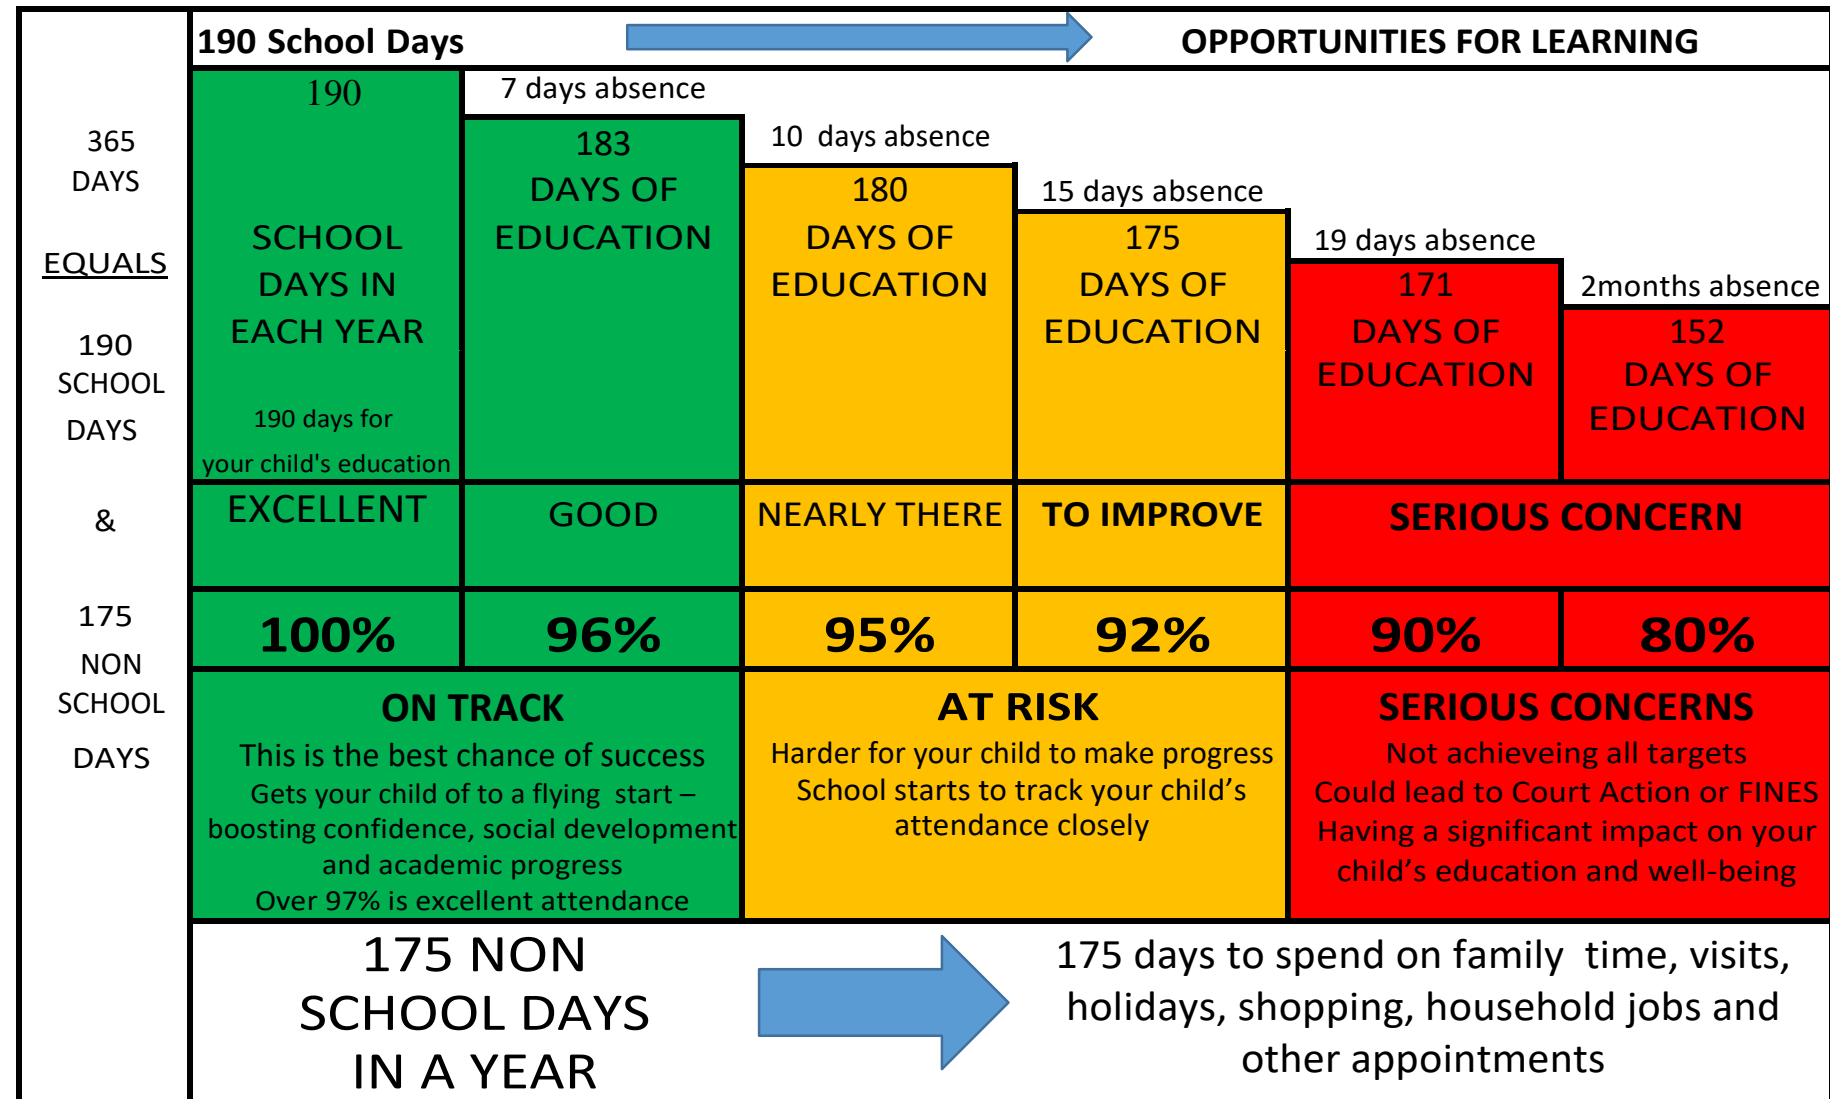 190 School Days
OPPORTUNITIES FOR LEARNING
365
DAYS
EQUALS
190
SCHOOL
DAYS
&
175
NON
SCHOOL
DAYS
190
SCHOOL
DAYS IN
EACH YEAR
190 days for
your child's education
7 days absence
183
DAYS OF
EDUCATION
10 days absence
180
DAYS OF
EDUCATION
15 days absence
175
DAYS OF
EDUCATION
19 days absence
171
DAYS OF
EDUCATION
2months absence
152
DAYS OF
EDUCATION
EXCELLENT
GOOD
NEARLY THERE
TO IMPROVE
SERIOUS CONCERN
100%
96%
95%
92%
90%
80%
ON TRACK
This is the best chance of success
Gets your child of to a flying start –
boosting confidence, social development
and academic progress
Over 97% is excellent attendance
AT RISK
Harder for your child to make progress
School starts to track your child’s
attendance closely
SERIOUS CONCERNS
Not achieveing all targets
Could lead to Court Action or FINES
Having a significant impact on your
child’s education and well-being
175 NON
SCHOOL DAYS
IN A YEAR
175 days to spend on family time, visits,
holidays, shopping, household jobs and
other appointments